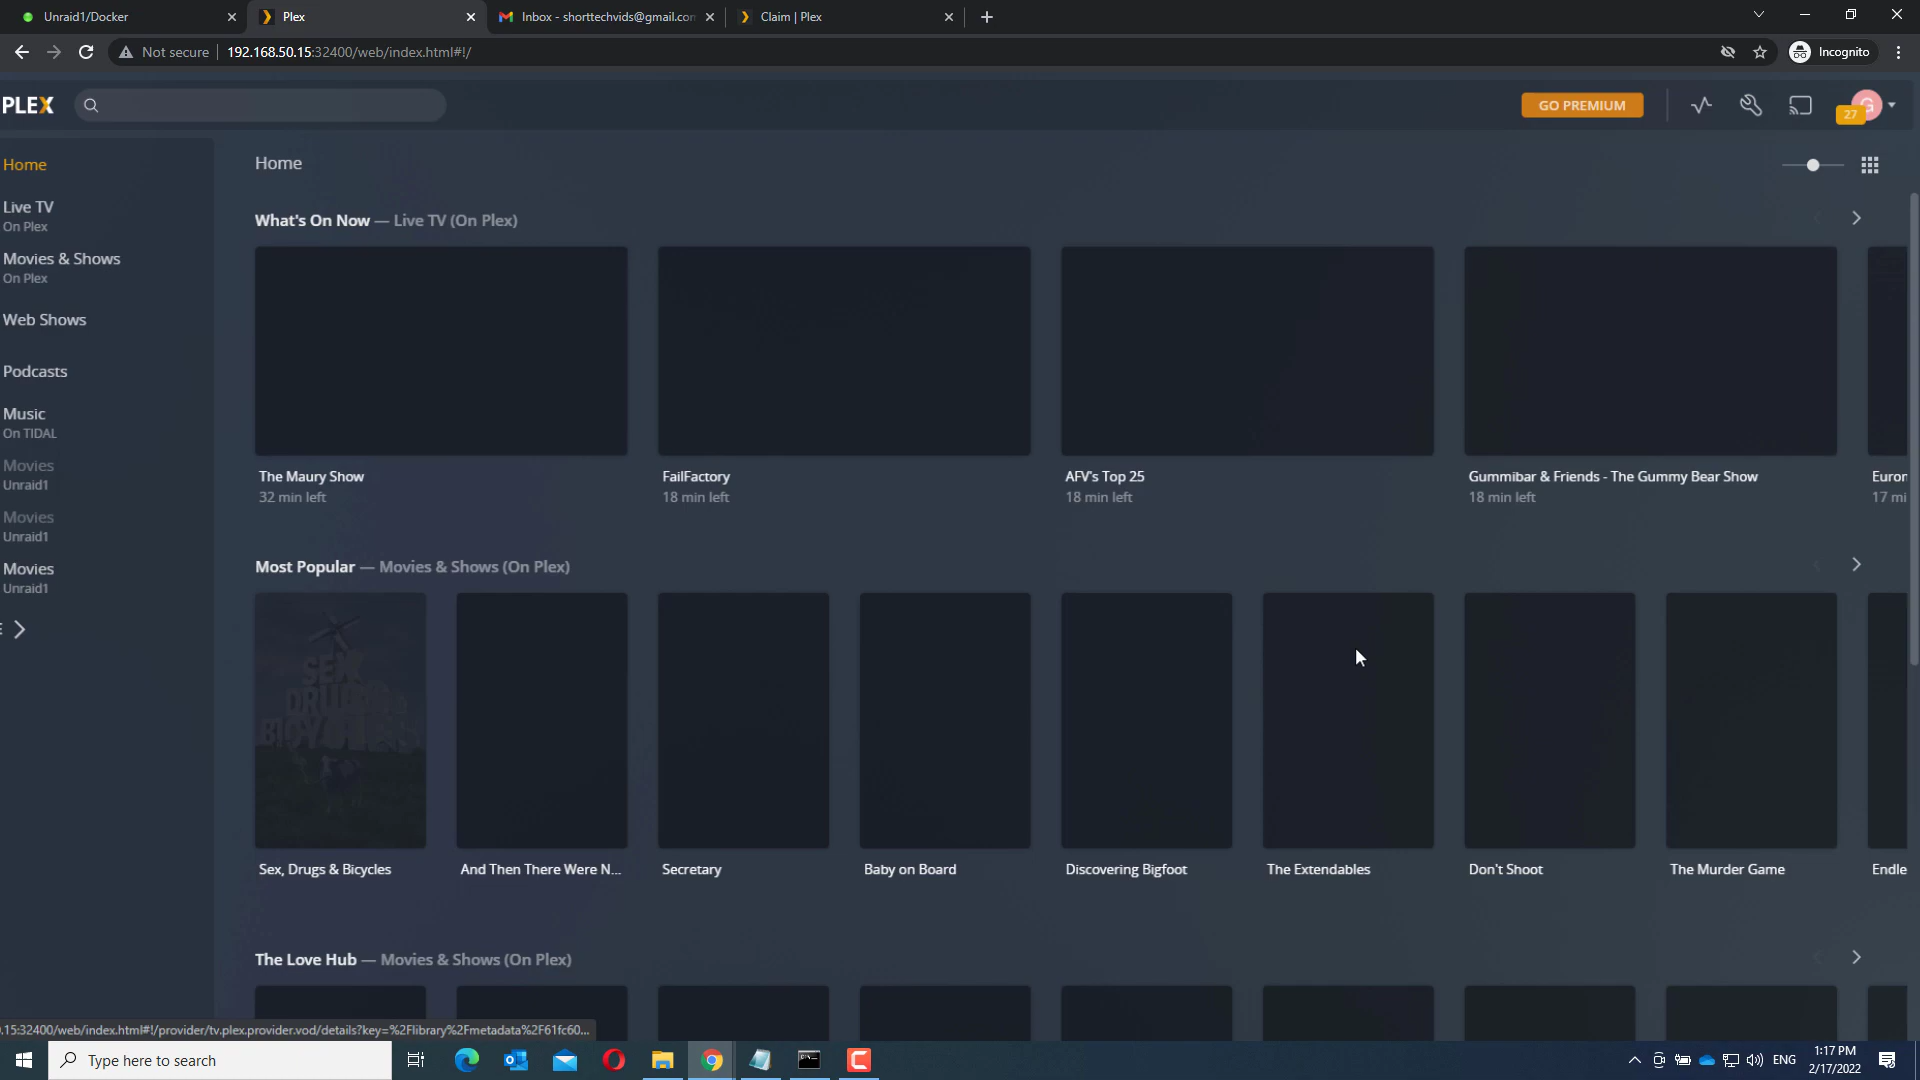 Unraid1/Docker
Plex
Inbox - shorttechvids@gmail.con
Claim | Plex
Not secure
192.168.50.15:32400/web/index.html#!/
Incognito
PLEX
GO PREMIUM
27
G
Home
Live TV
On Plex
Movies & Shows
On Plex
Web Shows
Podcasts
Music
On TIDAL
Movies
Unraid1
Movies
Unraid1
Movies
Unraid1
Home
What's On Now — Live TV (On Plex)
The Maury Show
32 min left
FailFactory
18 min left
AFV's Top 25
18 min left
Gummibar & Friends - The Gummy Bear Show
18 min left
Euron
17 mi
Most Popular — Movies & Shows (On Plex)
SEX
DRUGS
BICYCLES
Sex, Drugs & Bicycles
And Then There Were N...
Secretary
Baby on Board
Discovering Bigfoot
The Extendables
Don't Shoot
The Murder Game
Endle
The Love Hub — Movies & Shows (On Plex)
.15:32400/web/index.html#!/provider/tv.plex.provider.vod/details?key=%2Flibrary%2Fmetadata%2F61fc60...
Type here to search
ENG
1:17 PM
2/17/2022